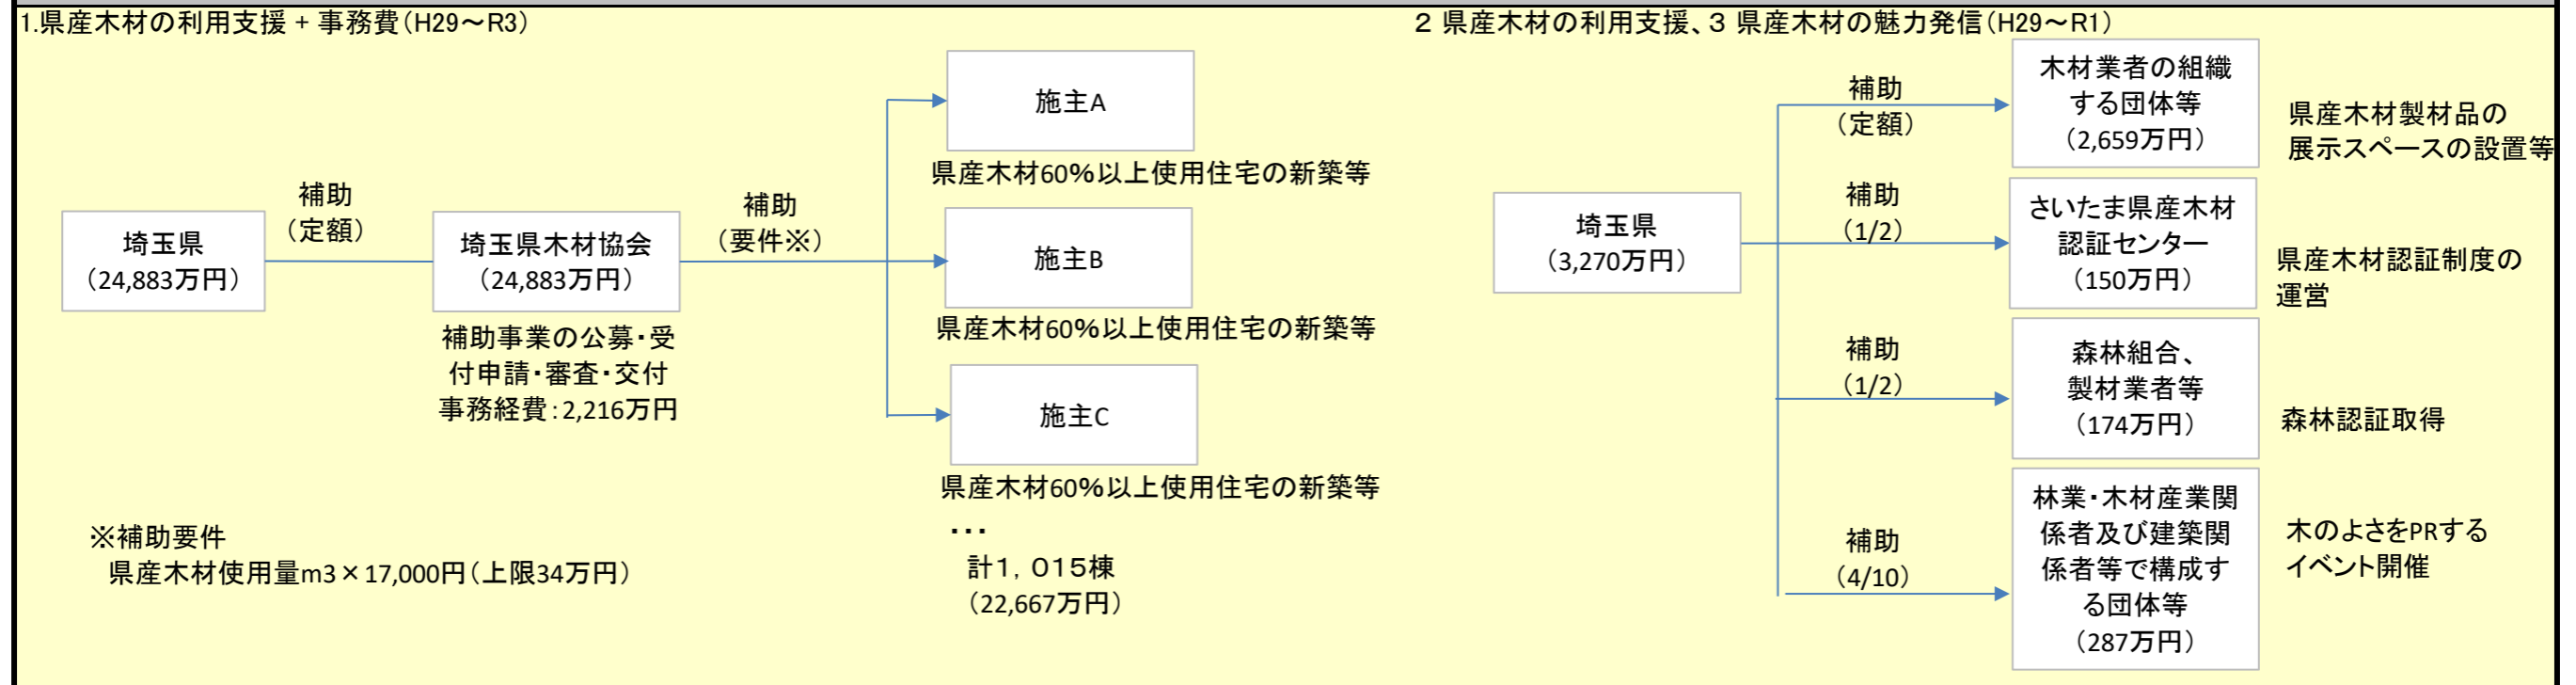 1.県産木材の利用支援 + 事務費(H29～R3)
埼玉県
(24,883万円)
補助
(定額)
埼玉県木材協会
(24,883万円)
補助事業の公募・受
付申請・審査・交付
事務経費:2,216万円
補助
(要件※)
施主A
県産木材60%以上使用住宅の新築等
施主B
県産木材60%以上使用住宅の新築等
施主C
県産木材60%以上使用住宅の新築等
・・・
計1,015棟
(22,667万円)
※補助要件
県産木材使用量m3×17,000円(上限34万円)
2 県産木材の利用支援、3 県産木材の魅力発信(H29～R1)
埼玉県
(3,270万円)
補助
(定額)
木材業者の組織
する団体等
(2,659万円)
県産木材製材品の
展示スペースの設置等
補助
(1/2)
さいたま県産木材
認証センター
(150万円)
県産木材認証制度の
運営
補助
(1/2)
森林組合、
製材業者等
(174万円)
森林認証取得
補助
(4/10)
林業・木材産業関
係者及び建築関
係者等で構成す
る団体等
(287万円)
木のよさをPRする
イベント開催